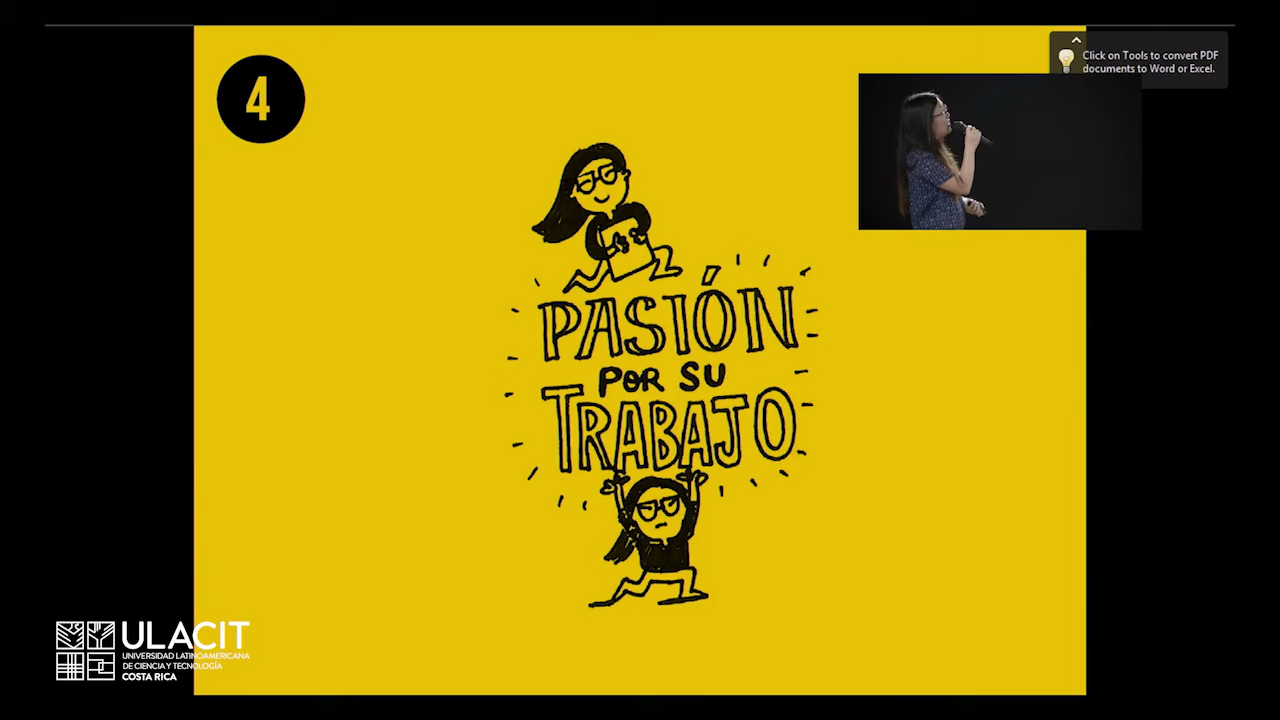 4
Click on Tools to convert PDF
documents to Word or Excel.
PASIÓN
POR SU
TRABAJO
ULACIT
UNIVERSIDAD LATINOAMERICANA
DE CIENCIA Y TECNOLOGÍA
COSTA RICA